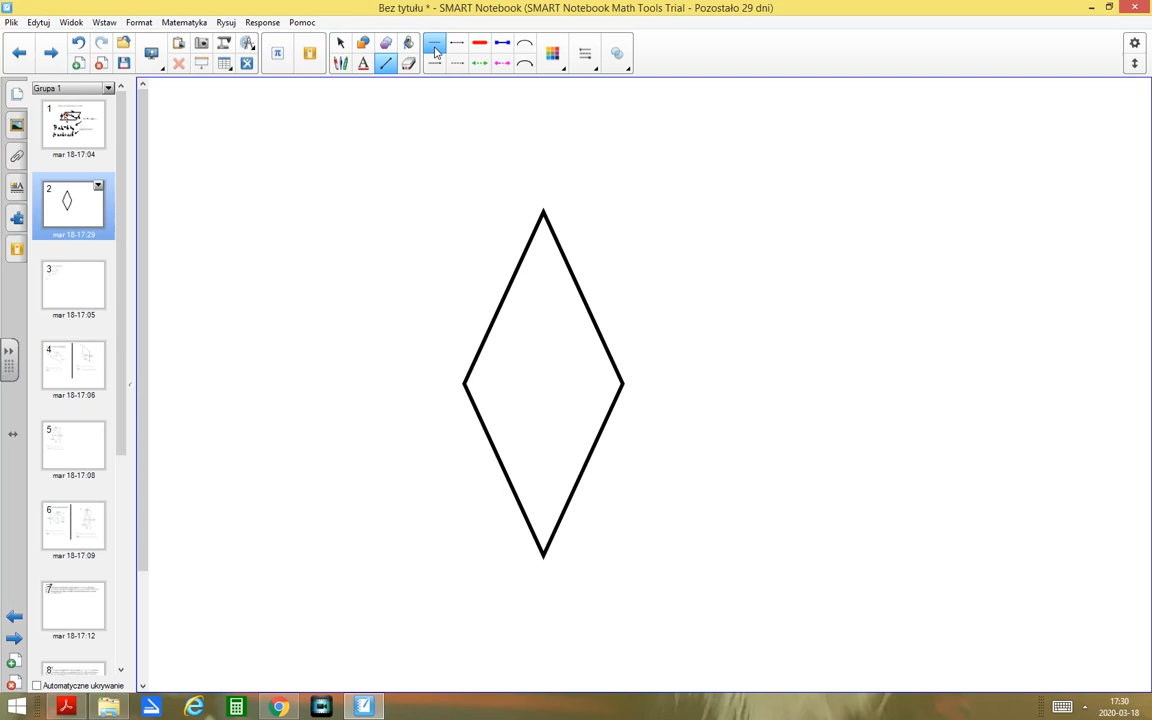 Bez tytułu * - SMART Notebook (SMART Notebook Math Tools Trial - Pozostało 29 dni)
Plik Edytuj Widok Wstaw Format Matematyka Rysuj Response Pomoc
Grupa 1
1
mar 18-17:04
2
mar 18-17:29
3
mar 18-17:05
4
mar 18-17:06
5
mar 18-17:08
6
mar 18-17:09
7
mar 18-17:12
8
Automatyczne ukrywanie
17:30
2020-03-18